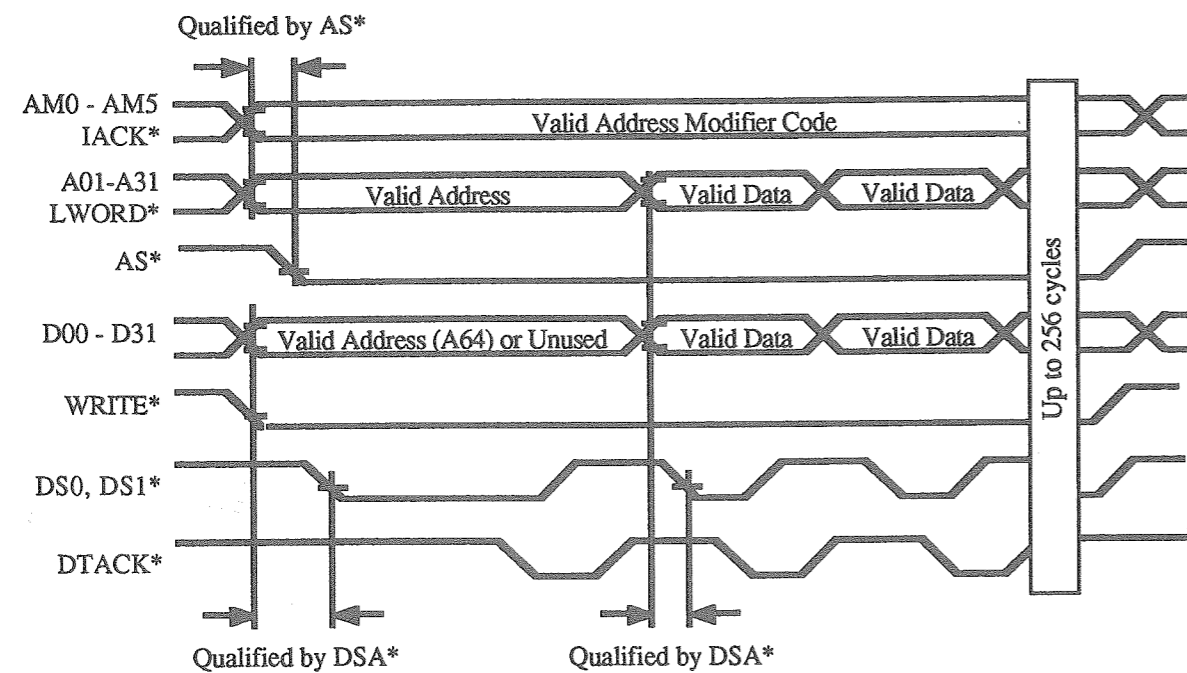 Qualified by AS*
AM0 - AM5
IACK*
Valid Address Modifier Code
A01-A31
LWORD*
Valid Address
Valid Data
Valid Data
AS*
D00 - D31
Valid Address (A64) or Unused
Valid Data
Valid Data
WRITE*
DS0, DS1*
DTACK*
Up to 256 cycles
Qualified by DSA*
Qualified by DSA*